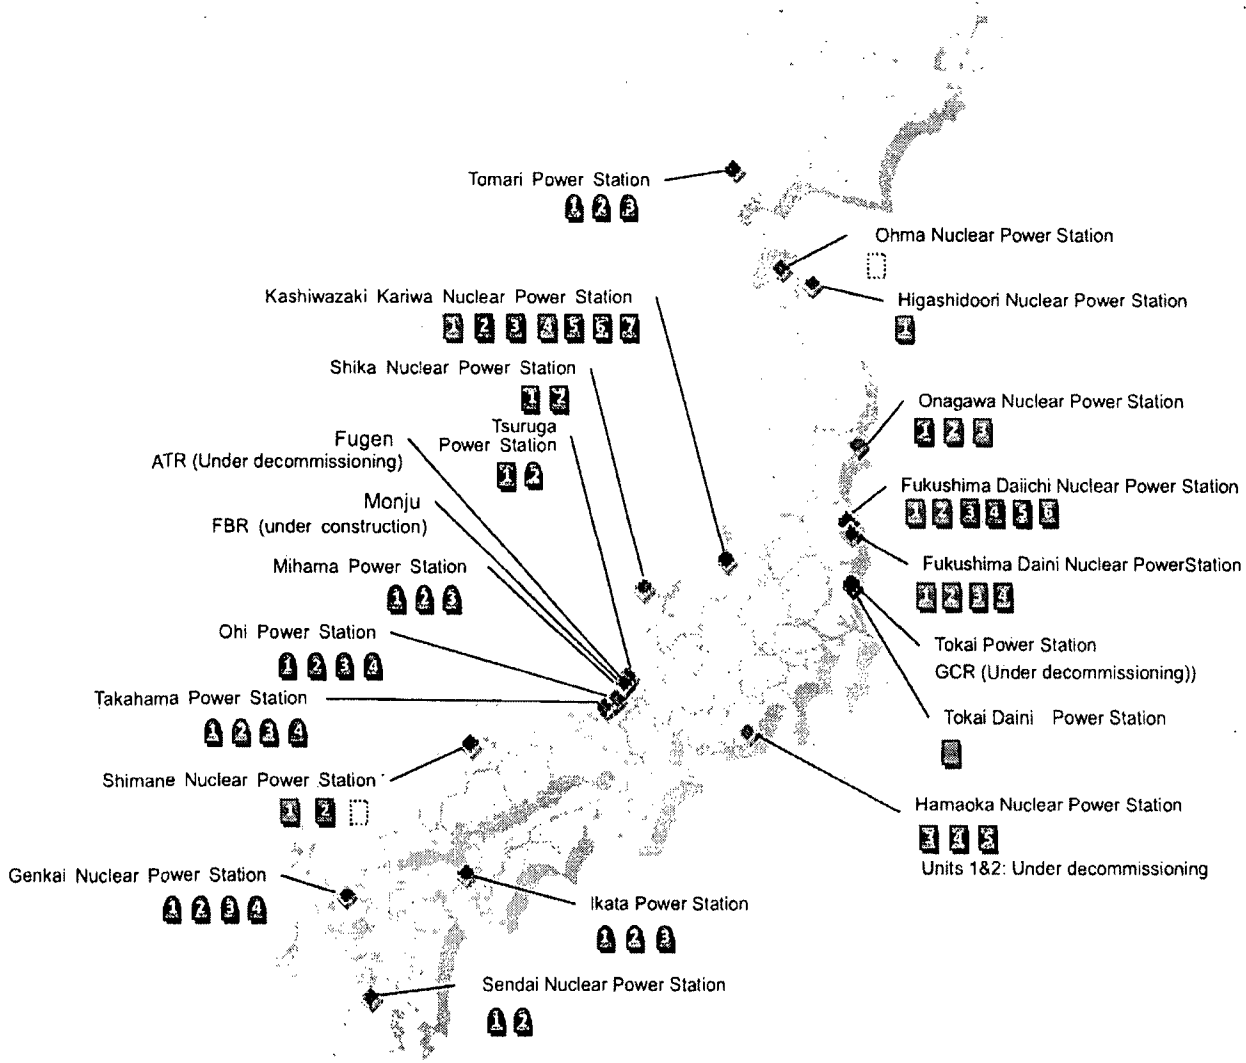 Tomari Power Station
1 2 3
Ohma Nuclear Power Station
Kashiwazaki Kariwa Nuclear Power Station
1 2 3 4 5 6 7
Higashidoori Nuclear Power Station
1
Shika Nuclear Power Station
1 2
Tsuruga
Power Station
1 2
Onagawa Nuclear Power Station
1 2 3
Fugen
ATR (Under decommissioning)
Monju
FBR (under construction)
Fukushima Daiichi Nuclear Power Station
1 2 3 4 5 6
Mihama Power Station
1 2 3
Fukushima Daini Nuclear PowerStation
1 2 3 4
Ohi Power Station
1 2 3 4
Tokai Power Station
GCR (Under decommissioning))
Takahama Power Station
1 2 3 4
Tokai Daini Power Station
Shimane Nuclear Power Station
1 2
Hamaoka Nuclear Power Station
3 4 5
Units 1&2: Under decommissioning
Genkai Nuclear Power Station
1 2 3 4
Ikata Power Station
1 2 3
Sendai Nuclear Power Station
1 2